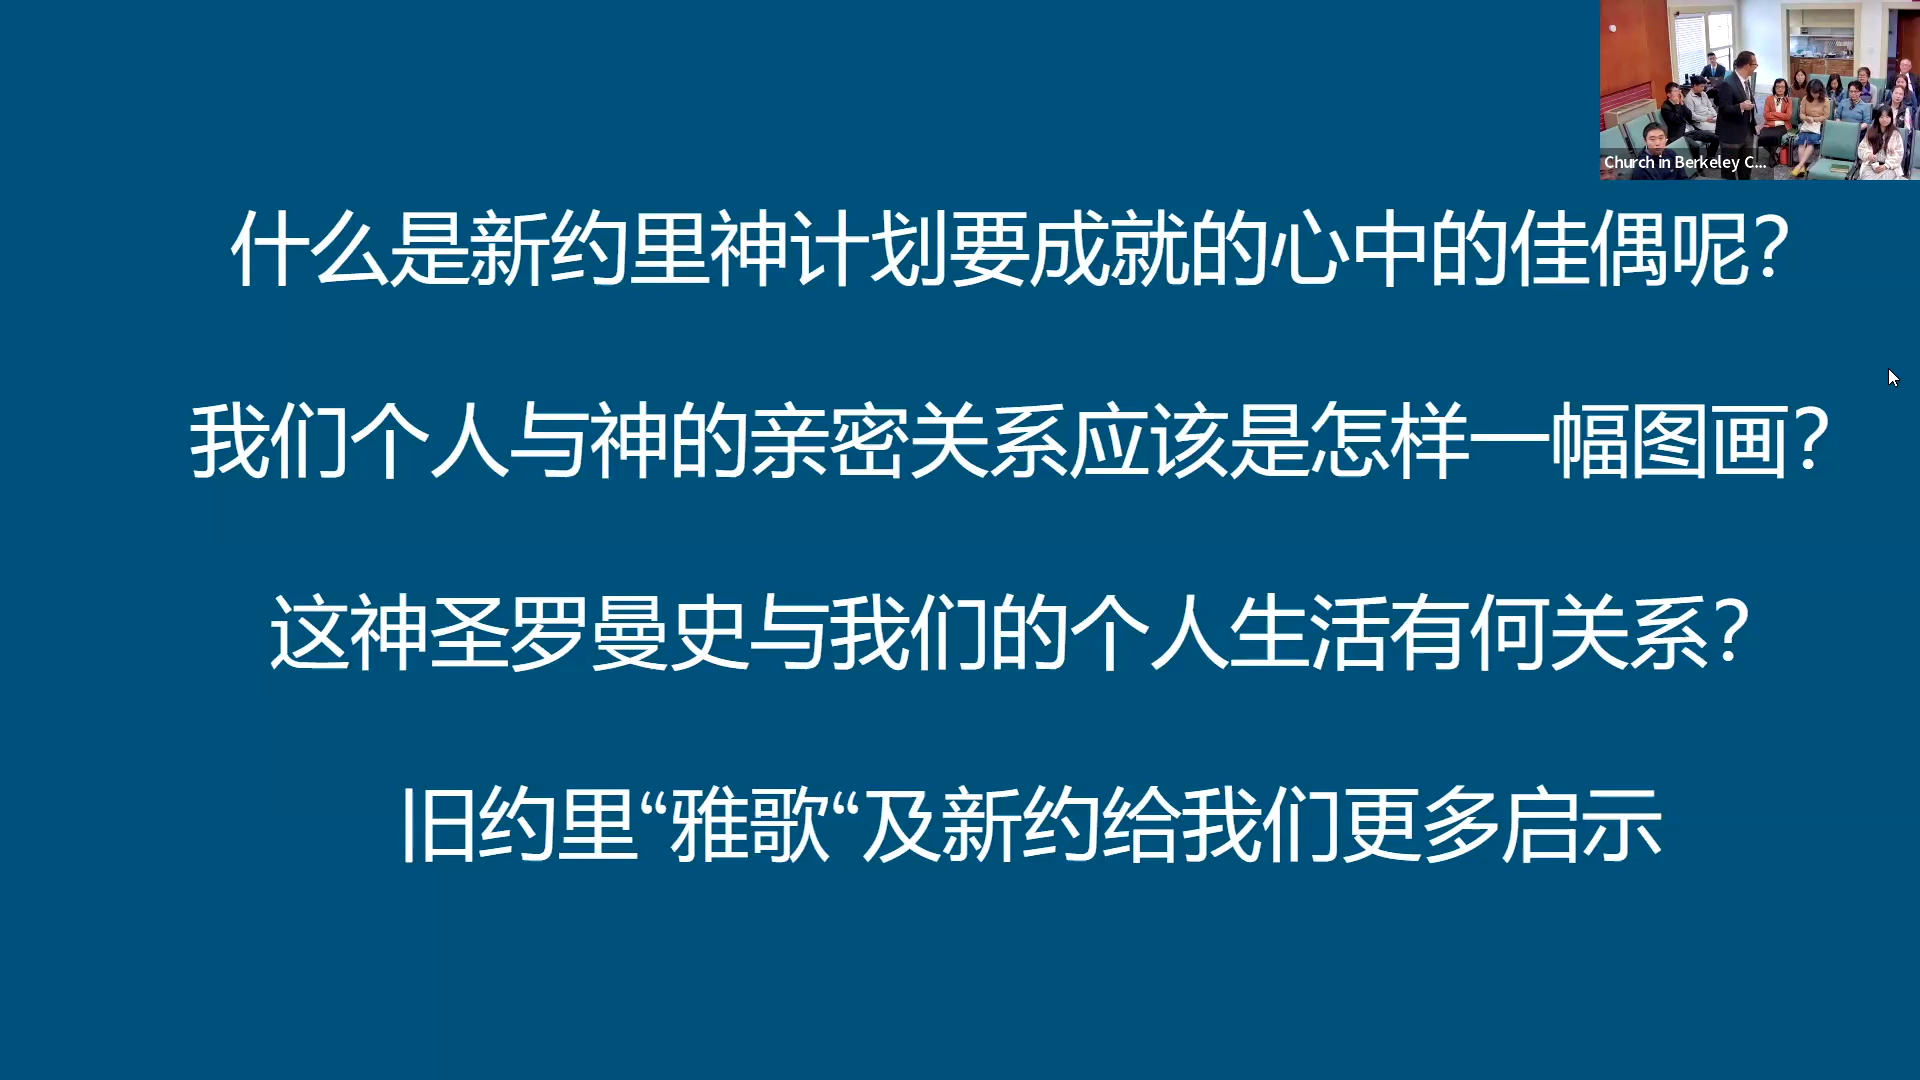 Church in Berkeley C...
什么是新约里神计划要成就的心中的佳偶呢?
我们个人与神的亲密关系应该是怎样一幅图画?
这神圣罗曼史与我们的个人生活有何关系?
旧约里“雅歌“及新约给我们更多启示